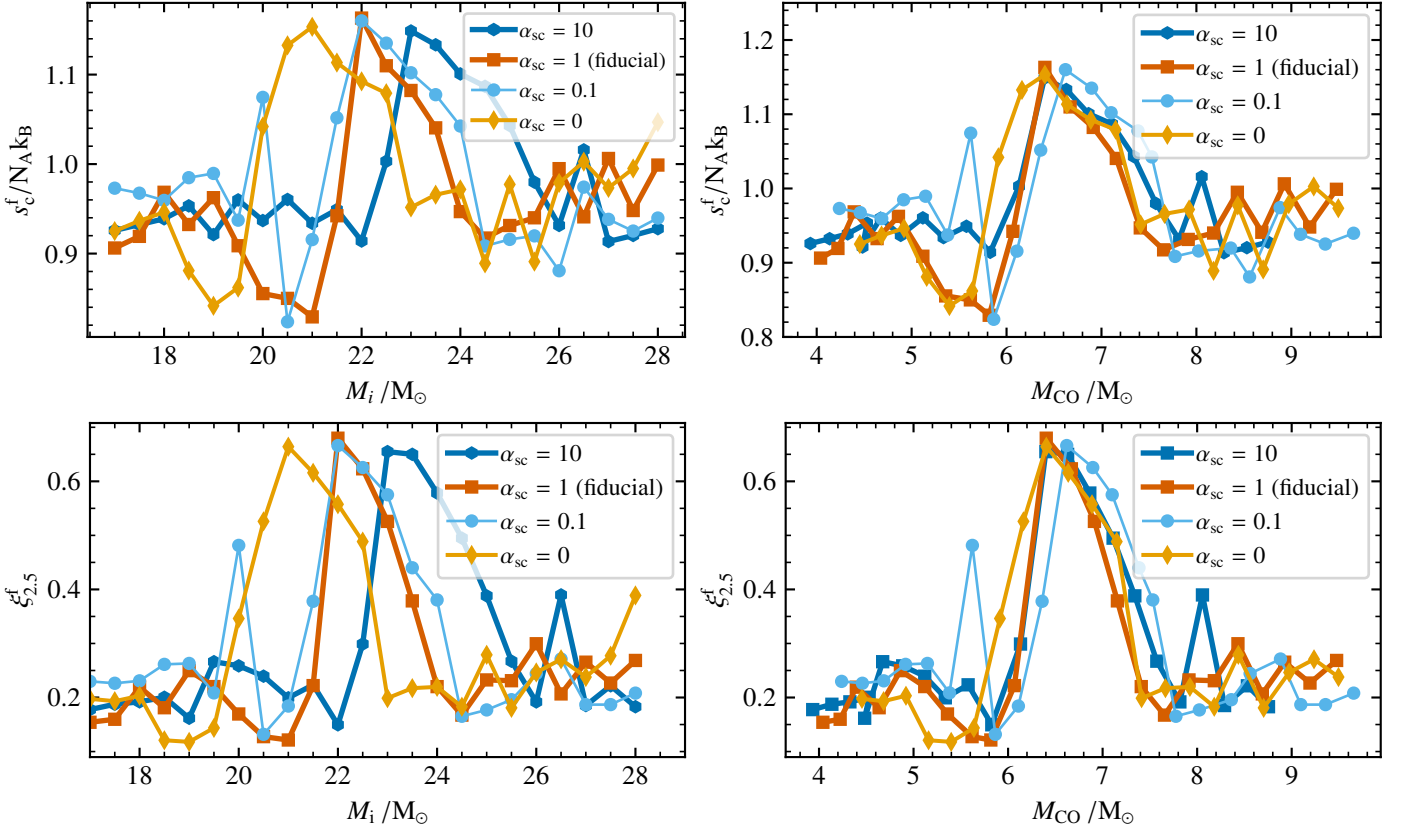 s_c^f/N_A k_B
1.1
1.0
0.9
18 20 22 24 26 28
M_i /M_⊙
α_sc = 10
α_sc = 1 (fiducial)
α_sc = 0.1
α_sc = 0
s_c^f/N_A k_B
1.2
1.1
1.0
0.9
0.8
4 5 6 7 8 9
M_CO /M_⊙
α_sc = 10
α_sc = 1 (fiducial)
α_sc = 0.1
α_sc = 0
ξ_2.5^f
0.6
0.4
0.2
18 20 22 24 26 28
M_i /M_⊙
α_sc = 10
α_sc = 1 (fiducial)
α_sc = 0.1
α_sc = 0
ξ_2.5^f
0.6
0.4
0.2
4 5 6 7 8 9
M_CO /M_⊙
α_sc = 10
α_sc = 1 (fiducial)
α_sc = 0.1
α_sc = 0